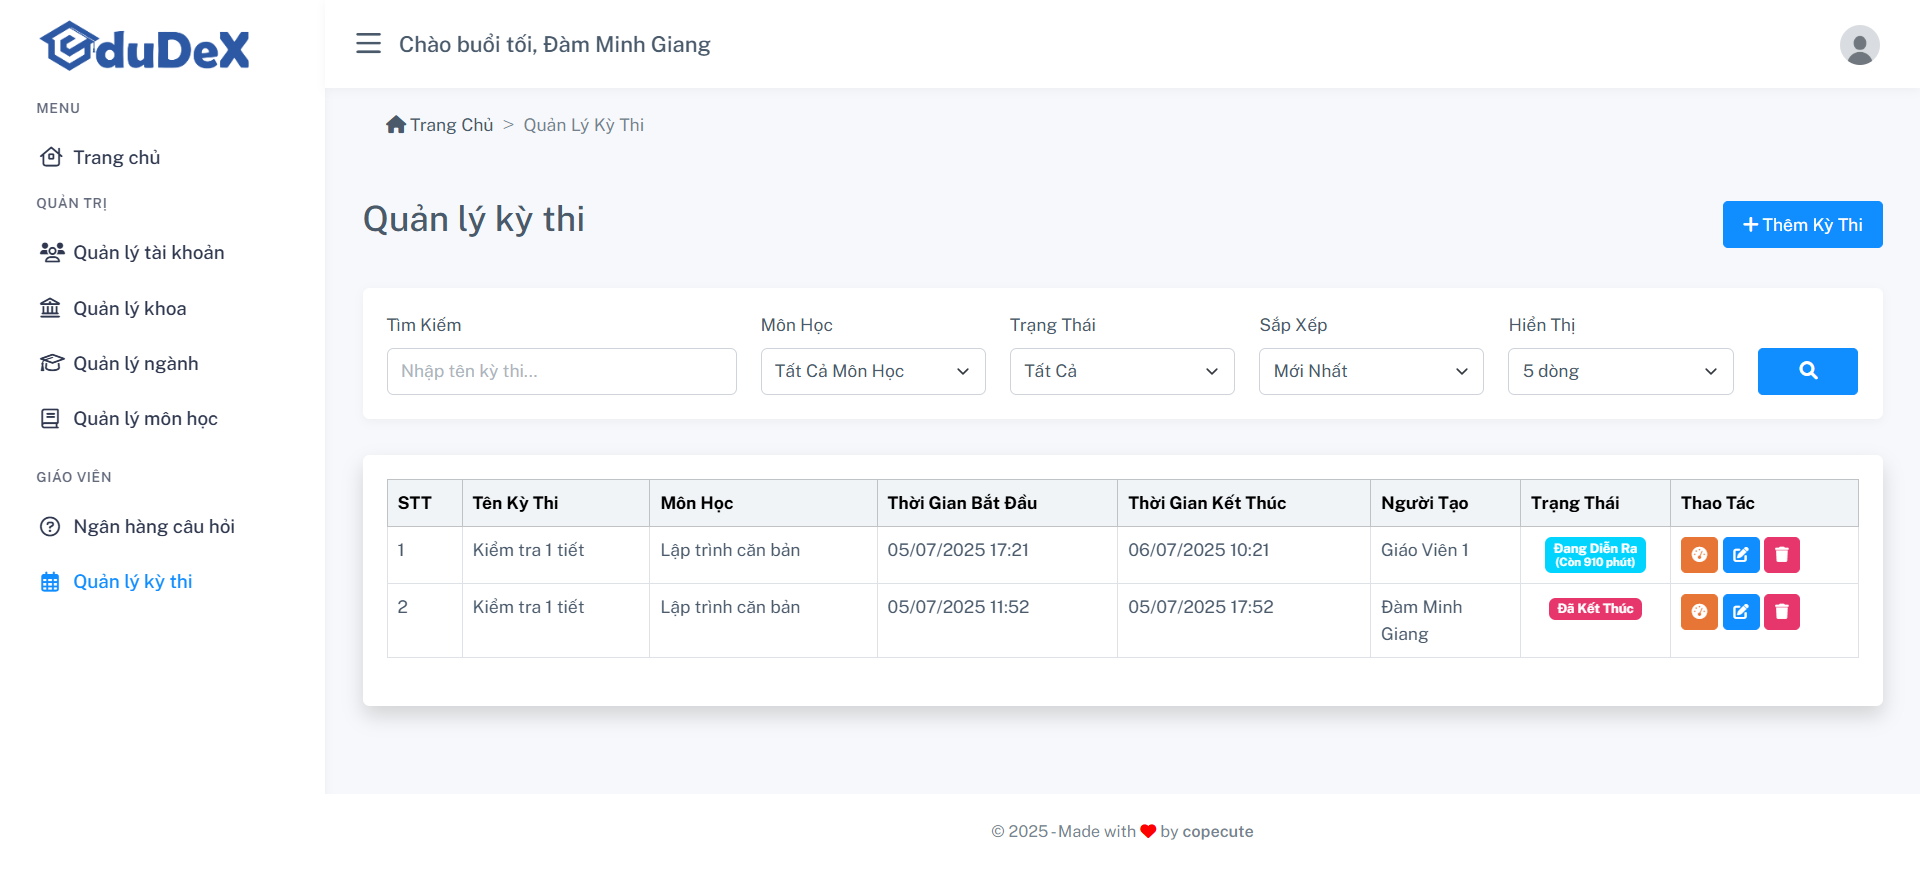 EduDeX
Chào buổi tối, Đàm Minh Giang
MENU
Trang chủ
QUẢN TRỊ
Quản lý tài khoản
Quản lý khoa
Quản lý ngành
Quản lý môn học
GIÁO VIÊN
Ngân hàng câu hỏi
Quản lý kỳ thi
Trang Chủ > Quản Lý Kỳ Thi
Quản lý kỳ thi
Thêm Kỳ Thi
Tìm Kiếm Môn Học Trạng Thái Sắp Xếp Hiển Thị
Nhập tên kỳ thi... Tất Cả Môn Học Tất Cả Mới Nhất 5 dòng
STT Tên Kỳ Thi Môn Học Thời Gian Bắt Đầu Thời Gian Kết Thúc Người Tạo Trạng Thái Thao Tác
1 Kiểm tra 1 tiết Lập trình căn bản 05/07/2025 17:21 06/07/2025 10:21 Giáo Viên 1 Đang Diễn Ra
(Còn 910 phút)
2 Kiểm tra 1 tiết Lập trình căn bản 05/07/2025 11:52 05/07/2025 17:52 Đàm Minh Đã Kết Thúc
Giang
© 2025 - Made with ❤ by copecute